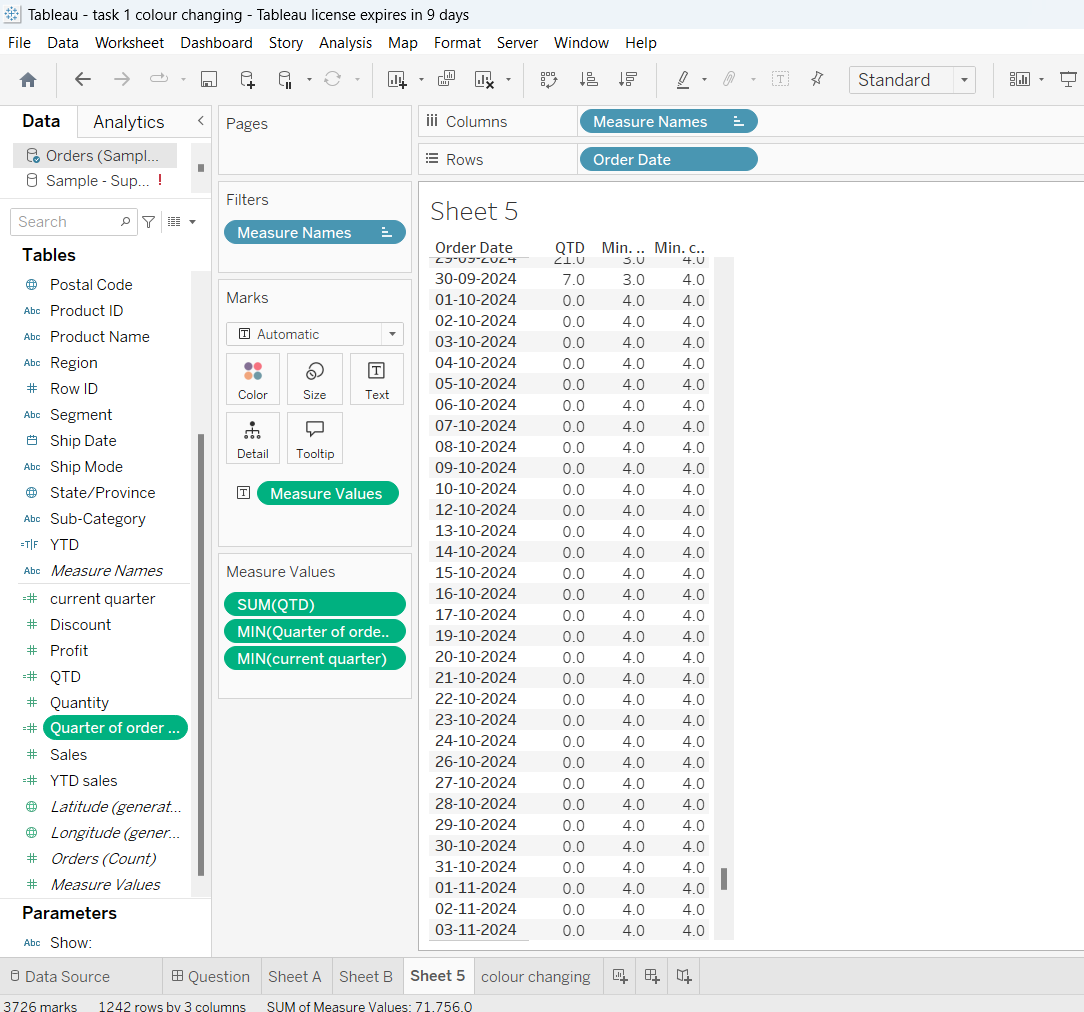 Tableau - task 1 colour changing - Tableau license expires in 9 days
File Data Worksheet Dashboard Story Analysis Map Format Server Window Help
Standard
Data Analytics
Orders (Sampl...
Sample - Sup... !
Search
Tables
Postal Code
Abc Product ID
Abc Product Name
Abc Region
# Row ID
Abc Segment
Ship Date
Abc Ship Mode
State/Province
Abc Sub-Category
=T|F YTD
Abc Measure Names
=# current quarter
# Discount
# Profit
=# QTD
# Quantity
=# Quarter of order ...
# Sales
=# YTD sales
Latitude (generat...
Longitude (gener...
# Orders (Count)
# Measure Values
Parameters
Abc Show:
Pages
Filters
Measure Names
Marks
Automatic
Color Size Text
Detail Tooltip
Measure Values
Measure Values
SUM(QTD)
MIN(Quarter of orde..
MIN(current quarter)
Columns Measure Names
Rows Order Date
Sheet 5
Order Date QTD Min. .. Min. c..
29-09-2024 21.0 3.0 4.0
30-09-2024 7.0 3.0 4.0
01-10-2024 0.0 4.0 4.0
02-10-2024 0.0 4.0 4.0
03-10-2024 0.0 4.0 4.0
04-10-2024 0.0 4.0 4.0
05-10-2024 0.0 4.0 4.0
06-10-2024 0.0 4.0 4.0
07-10-2024 0.0 4.0 4.0
08-10-2024 0.0 4.0 4.0
09-10-2024 0.0 4.0 4.0
10-10-2024 0.0 4.0 4.0
12-10-2024 0.0 4.0 4.0
13-10-2024 0.0 4.0 4.0
14-10-2024 0.0 4.0 4.0
15-10-2024 0.0 4.0 4.0
16-10-2024 0.0 4.0 4.0
17-10-2024 0.0 4.0 4.0
19-10-2024 0.0 4.0 4.0
20-10-2024 0.0 4.0 4.0
21-10-2024 0.0 4.0 4.0
22-10-2024 0.0 4.0 4.0
23-10-2024 0.0 4.0 4.0
24-10-2024 0.0 4.0 4.0
26-10-2024 0.0 4.0 4.0
27-10-2024 0.0 4.0 4.0
28-10-2024 0.0 4.0 4.0
29-10-2024 0.0 4.0 4.0
30-10-2024 0.0 4.0 4.0
31-10-2024 0.0 4.0 4.0
01-11-2024 0.0 4.0 4.0
02-11-2024 0.0 4.0 4.0
03-11-2024 0.0 4.0 4.0
Data Source Question Sheet A Sheet B Sheet 5 colour changing
3726 marks 1242 rows by 3 columns SUM of Measure Values: 71,756.0